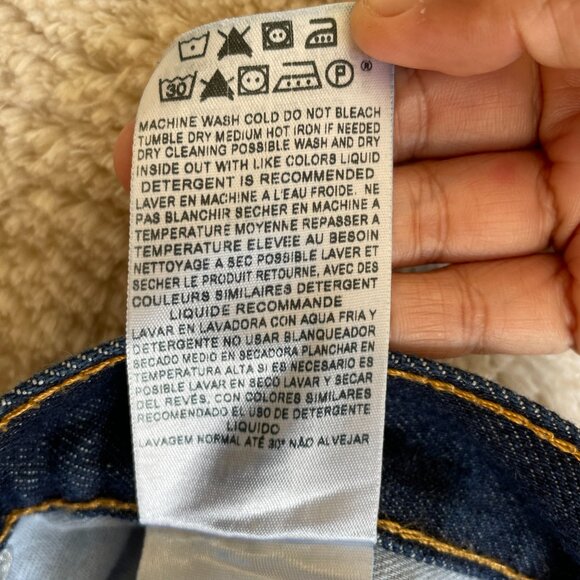 30 P ®
MACHINE WASH COLD DO NOT BLEACH
TUMBLE DRY MEDIUM HOT IRON IF NEEDED
DRY CLEANING POSSIBLE WASH AND DRY
INSIDE OUT WITH LIKE COLORS LIQUID
DETERGENT IS RECOMMENDED
LAVER EN MACHINE A L'EAU FROIDE. NE
PAS BLANCHIR SECHER EN MACHINE A
TEMPERATURE MOYENNE REPASSER A
TEMPERATURE ELEVEE AU BESOIN
NETTOYAGE A SEC POSSIBLE LAVER ET
SECHER LE PRODUIT RETOURNE, AVEC DES
COULEURS SIMILAIRES DETERGENT
LIQUIDE RECOMMANDE
LAVAR EN LAVADORA CON AGUA FRIA Y
DETERGENTE NO USAR BLANQUEADOR
SECADO MEDIO EN SECADORA PLANCHAR EN
TEMPERATURA ALTA SI ES NECESARIO ES
POSIBLE LAVAR EN SECO LAVAR Y SECAR
DEL REVÉS, CON COLORES SIMILARES
RECOMENDADO EL USO DE DETERGENTE
LIQUIDO
LAVAGEM NORMAL ATÉ 30° NÃO ALVEJAR